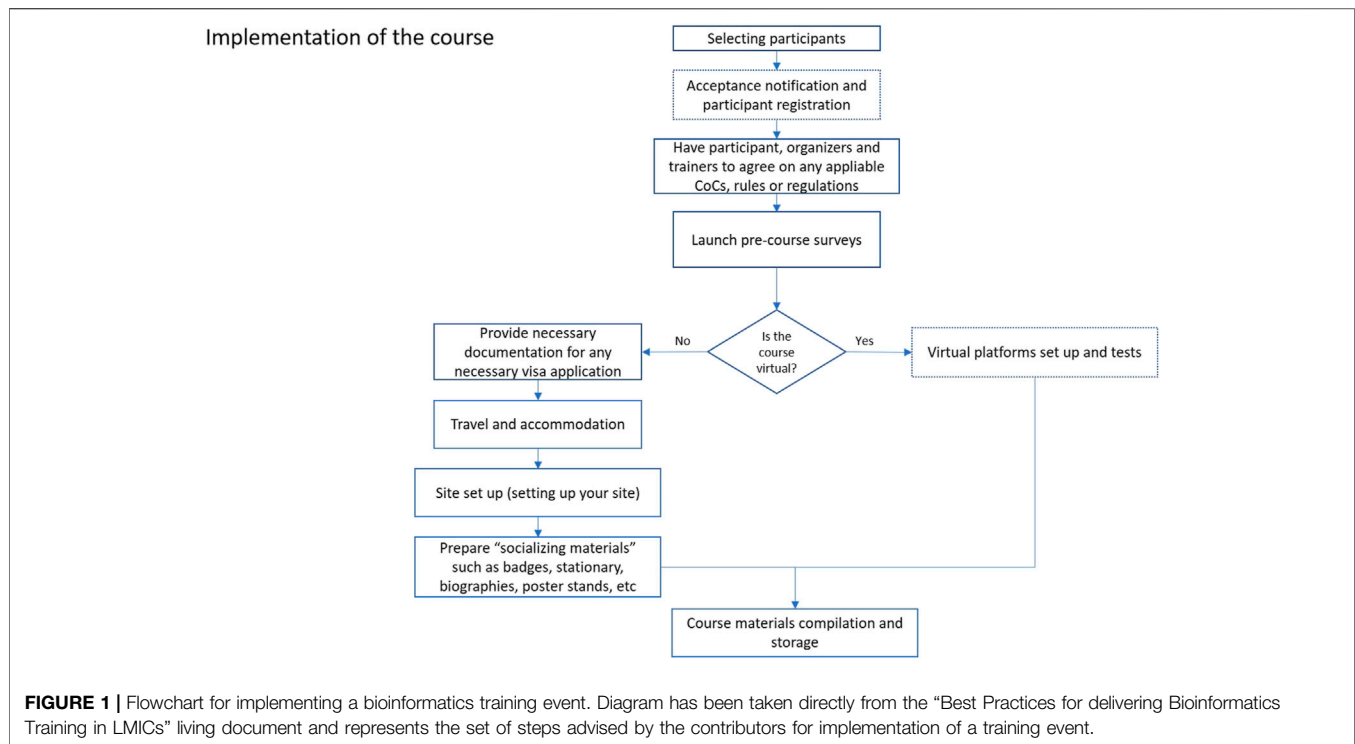 Implementation of the course
Selecting participants
Acceptance notification and
participant registration
Have participant, organizers and
trainers to agree on any appliable
CoCs, rules or regulations
Launch pre-course surveys
Is the
course
virtual?
No
Yes
Provide necessary
documentation for any
necessary visa application
Virtual platforms set up and tests
Travel and accommodation
Site set up (setting up your site)
Prepare “socializing materials”
such as badges, stationary,
biographies, poster stands, etc
Course materials compilation and
storage
FIGURE 1 | Flowchart for implementing a bioinformatics training event. Diagram has been taken directly from the “Best Practices for delivering Bioinformatics
Training in LMICs” living document and represents the set of steps advised by the contributors for implementation of a training event.